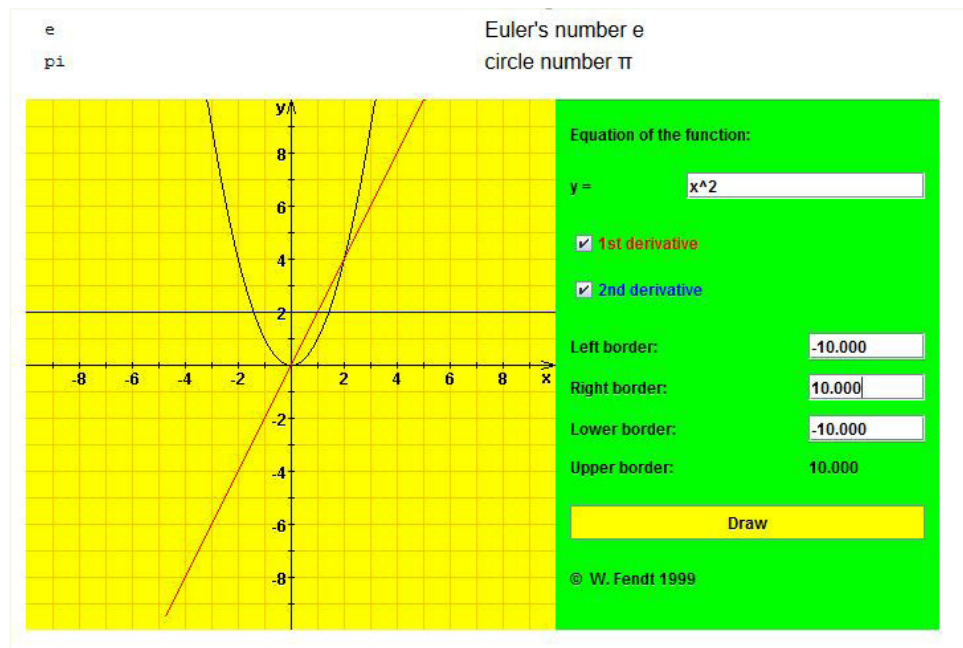 e Euler's number e
pi circle number π
y
8
6
4
2
-8 -6 -4 -2 2 4 6 8 x
-2
-4
-6
-8
Equation of the function:
y = x^2
1st derivative
2nd derivative
Left border: -10.000
Right border: 10.000
Lower border: -10.000
Upper border: 10.000
Draw
© W. Fendt 1999